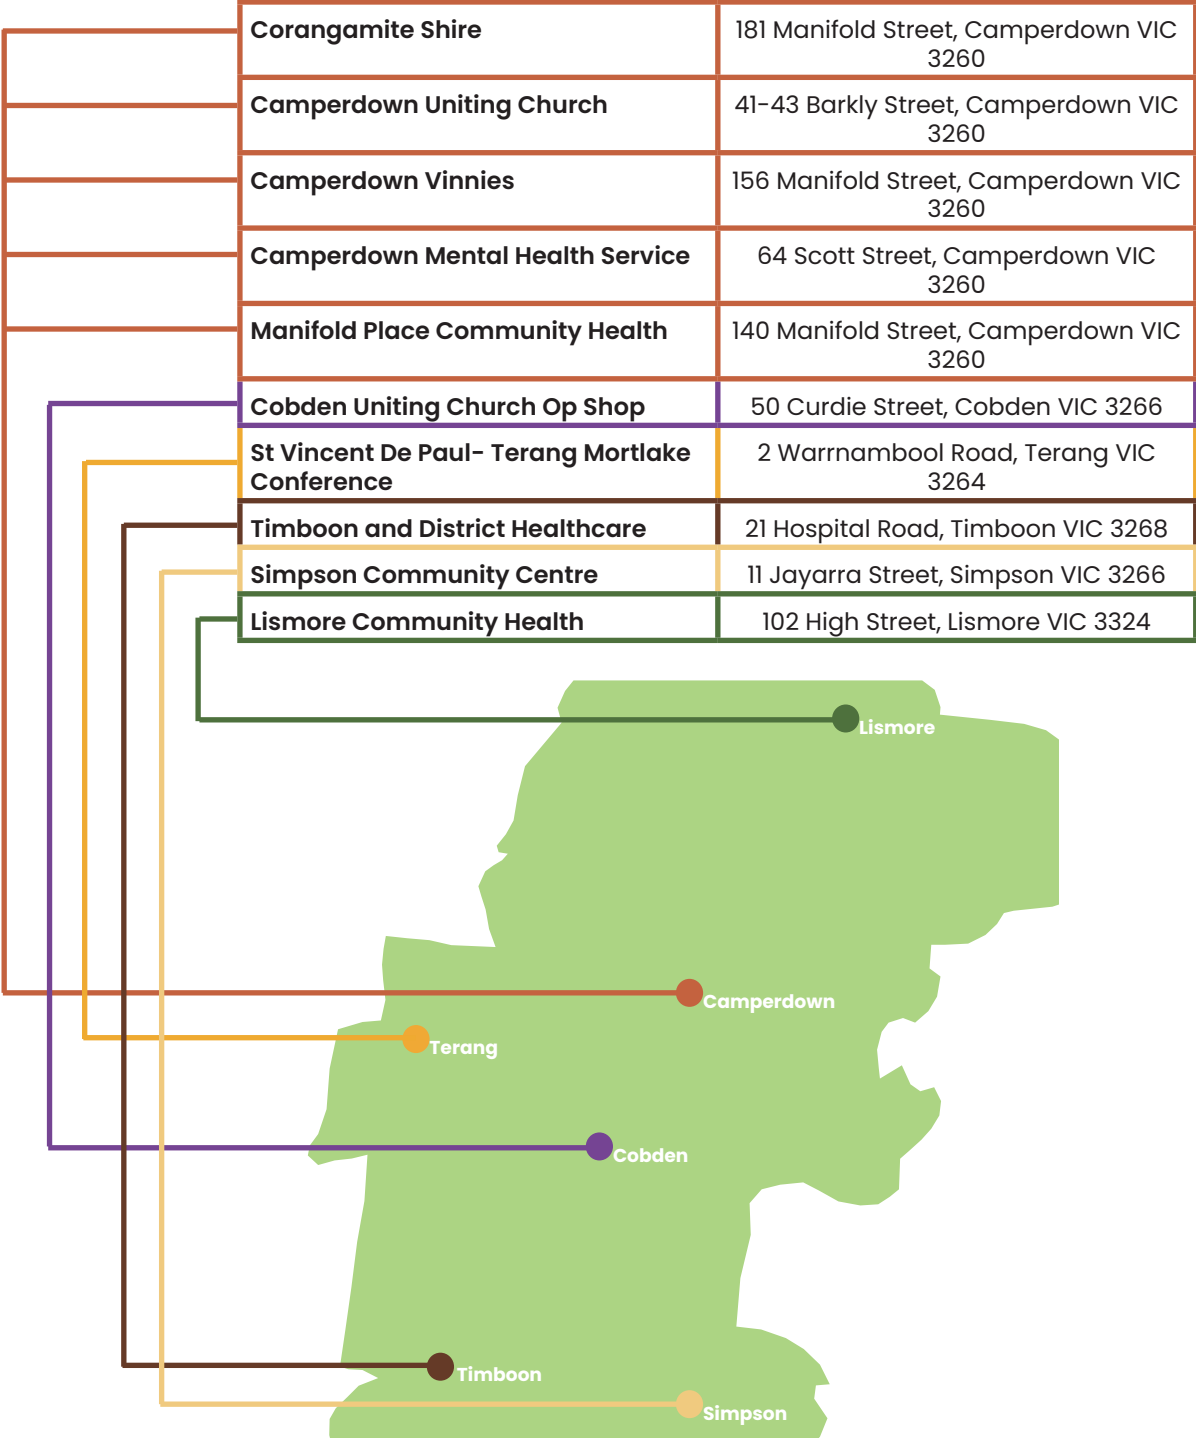 Corangamite Shire
181 Manifold Street, Camperdown VIC
3260
Camperdown Uniting Church
41-43 Barkly Street, Camperdown VIC
3260
Camperdown Vinnies
156 Manifold Street, Camperdown VIC
3260
Camperdown Mental Health Service
64 Scott Street, Camperdown VIC
3260
Manifold Place Community Health
140 Manifold Street, Camperdown VIC
3260
Cobden Uniting Church Op Shop
50 Curdie Street, Cobden VIC 3266
St Vincent De Paul- Terang Mortlake
Conference
2 Warrnambool Road, Terang VIC
3264
Timboon and District Healthcare
21 Hospital Road, Timboon VIC 3268
Simpson Community Centre
11 Jayarra Street, Simpson VIC 3266
Lismore Community Health
102 High Street, Lismore VIC 3324
Lismore
Camperdown
Terang
Cobden
Timboon
Simpson